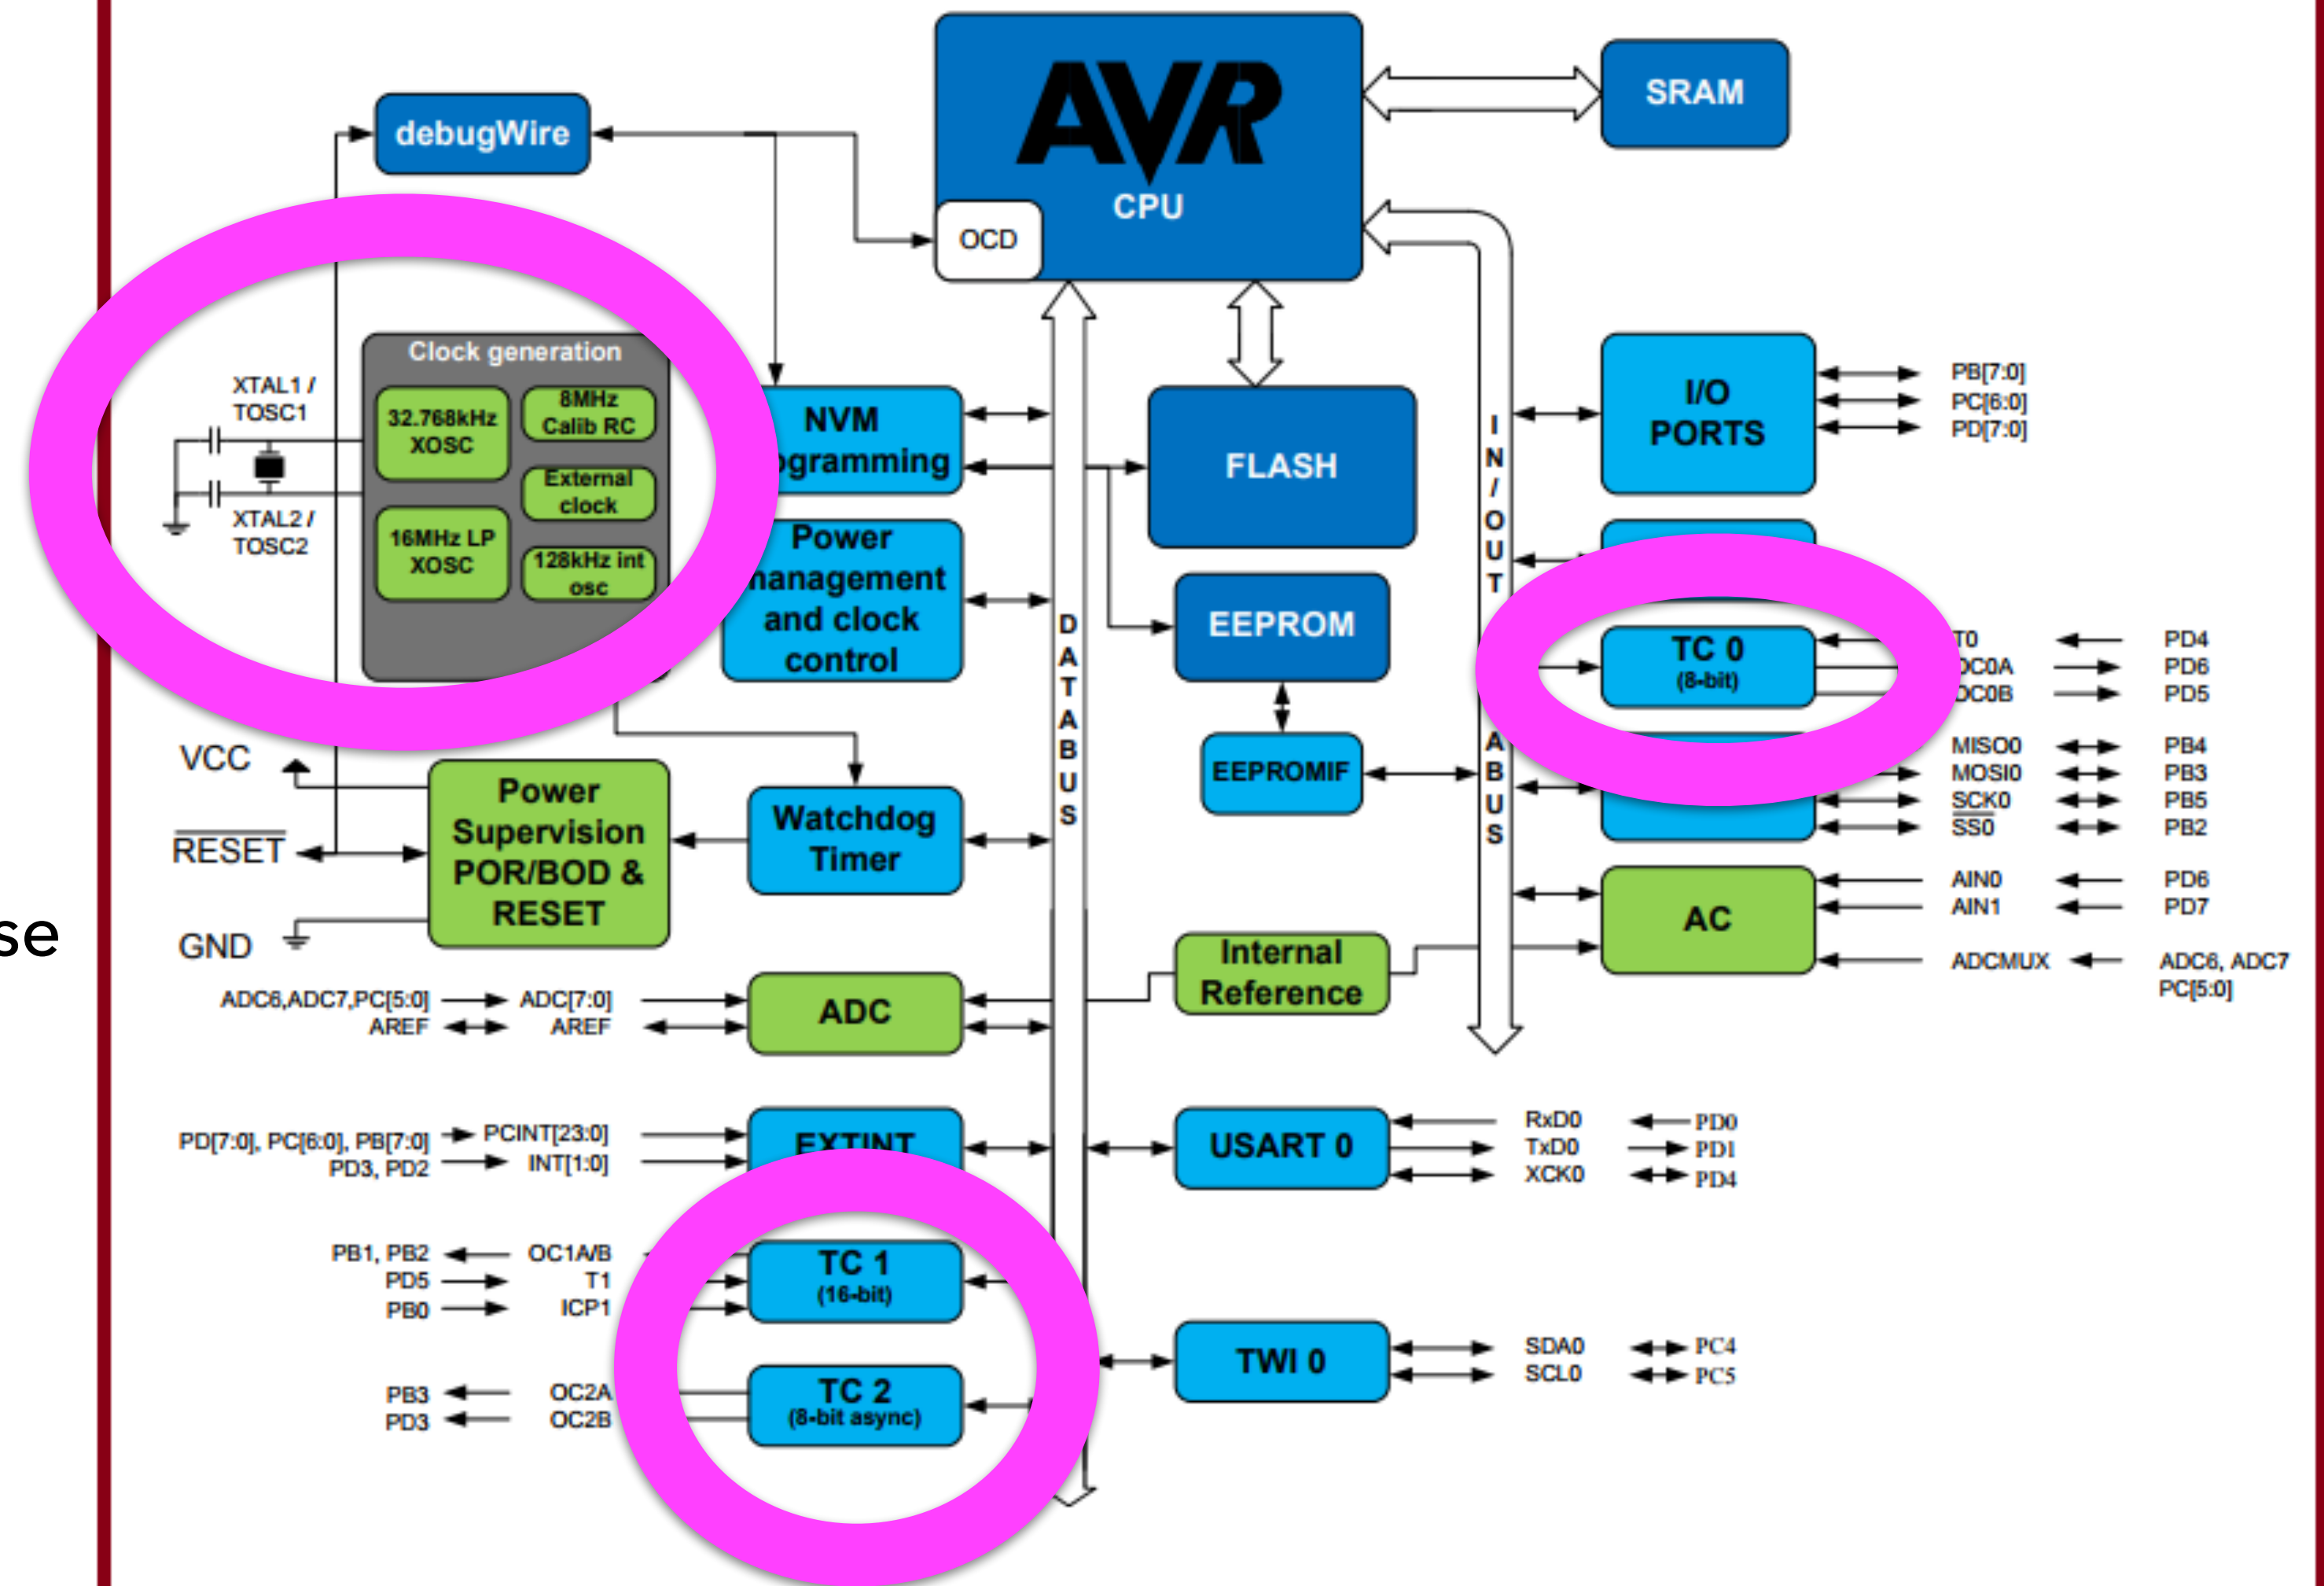 AVR
CPU
OCD
SRAM
debugWire
Clock generation
32.768kHz
XOSC
8MHz
Calib RC
External
clock
16MHz LP
XOSC
128kHz int
osc
XTAL1 /
TOSC1
XTAL2 /
TOSC2
NVM
ogramming
Power
anagement
and clock
control
FLASH
EEPROM
EEPROMIF
DATABUS
IN/OUT
ABUS
I/O
PORTS
PB[7:0]
PC[6:0]
PD[7:0]
TC 0
(8-bit)
T0
PD4
OC0A
PD6
OC0B
PD5
MISO0
PB4
MOSI0
PB3
SCK0
PB5
SS0
PB2
AC
AIN0
PD6
AIN1
PD7
ADCMUX
ADC6, ADC7
PC[5:0]
VCC
RESET
GND
Power
Supervision
POR/BOD &
RESET
Watchdog
Timer
se
Internal
Reference
ADC6,ADC7,PC[5:0]
ADC[7:0]
AREF
AREF
ADC
PD[7:0], PC[6:0], PB[7:0]
PCINT[23:0]
PD3, PD2
INT[1:0]
EXTINT
USART 0
RxD0
PD0
TxD0
PD1
XCK0
PD4
PB1, PB2
OC1A/B
PD5
T1
PB0
ICP1
TC 1
(16-bit)
PB3
OC2A
PD3
OC2B
TC 2
(8-bit async)
TWI 0
SDA0
PC4
SCL0
PC5